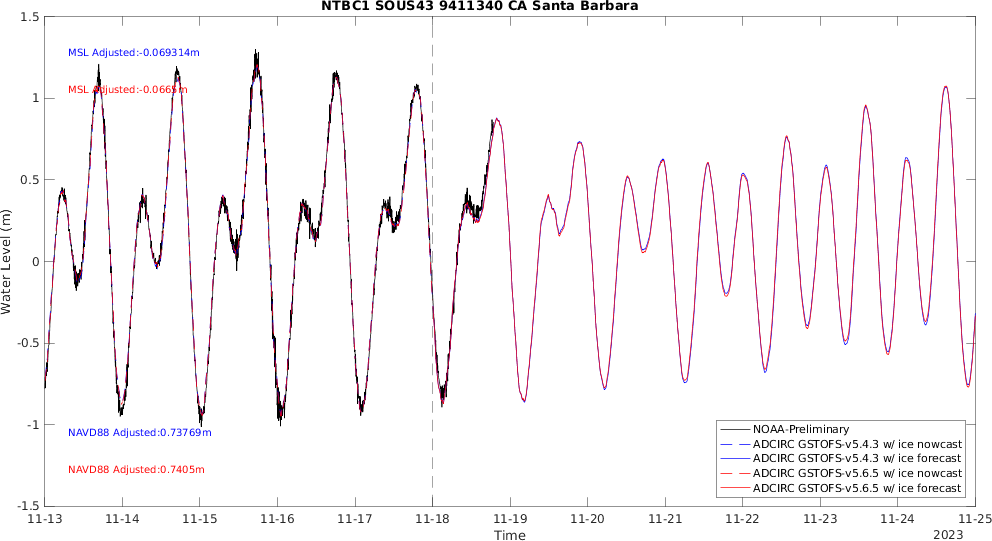 NTBC1 SOUS43 9411340 CA Santa Barbara
1.5
MSL Adjusted:-0.069314m
1
MSL Adjusted:-0.0665m
0.5
Water Level (m)
0
-0.5
-1
NAVD88 Adjusted:0.73769m
NAVD88 Adjusted:0.7405m
-1.5
NOAA-Preliminary
ADCIRC GSTOFS-v5.4.3 w/ ice nowcast
ADCIRC GSTOFS-v5.4.3 w/ ice forecast
ADCIRC GSTOFS-v5.6.5 w/ ice nowcast
ADCIRC GSTOFS-v5.6.5 w/ ice forecast
11-13 11-14 11-15 11-16 11-17 11-18 11-19 11-20 11-21 11-22 11-23 11-24 11-25
Time
2023